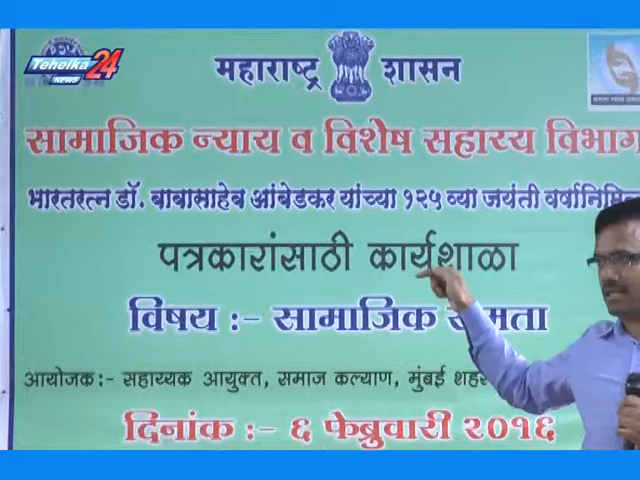 Tehelka 24
NEWS
महाराष्ट्र शासन
सामाजिक न्याय व विशेष सहाय्य विभाग
भारतरत्न डॉ. बाबासाहेब आंबेडकर यांच्या १२५ व्या जयंती वर्षानिमित्त
पत्रकारांसाठी कार्यशाळा
विषय :- सामाजिक समता
आयोजक:- सहाय्यक आयुक्त, समाज कल्याण, मुंबई शहर
दिनांक :- ६ फेब्रुवारी २०१६